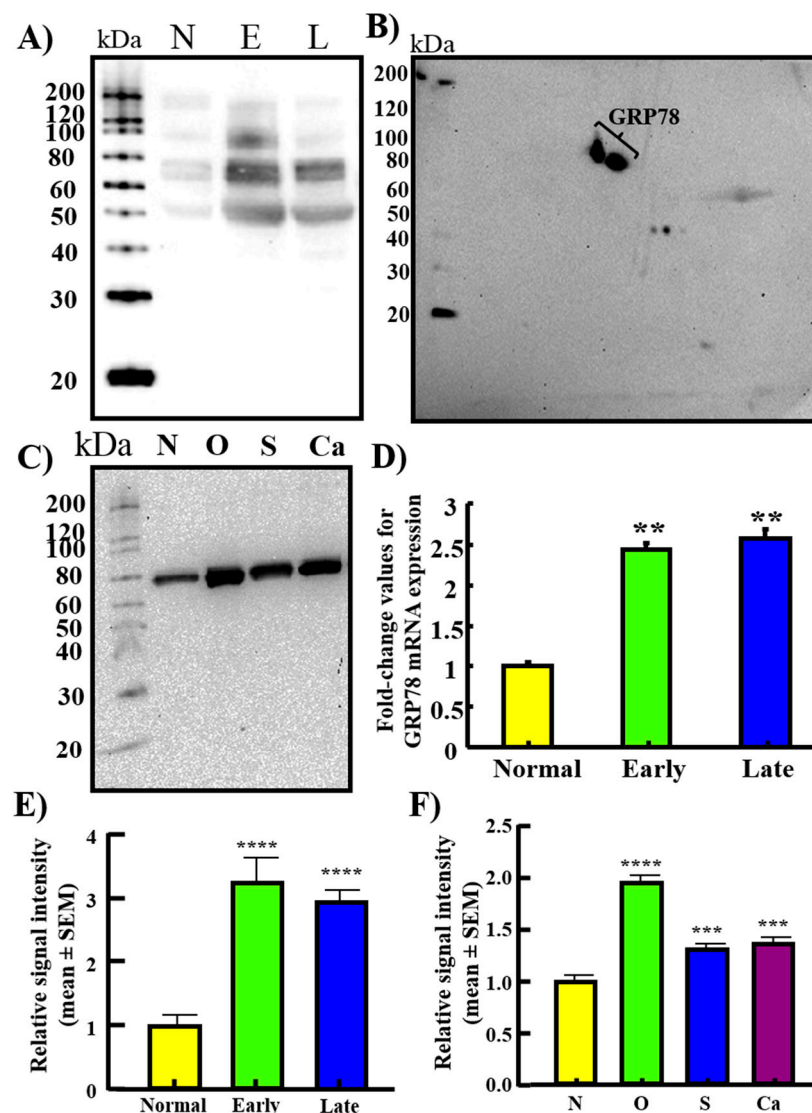 A)
kDa N E L
200
120
100
80
60
50
40
30
20
B)
kDa
200
120
100
80
60
50
40
30
20
GRP78
C)
kDa N O S Ca
200
120
100
80
60
50
40
30
20
D)
Fold-change values for
GRP78 mRNA expression
3
2.5
2
1.5
1
0.5
0
**
**
Normal Early Late
E)
Relative signal intensity
(mean ± SEM)
4
3
2
1
0
****
****
Normal Early Late
F)
Relative signal intensity
(mean ± SEM)
2.5
2.0
1.5
1.0
0.5
0.0
****
***
***
N O S Ca